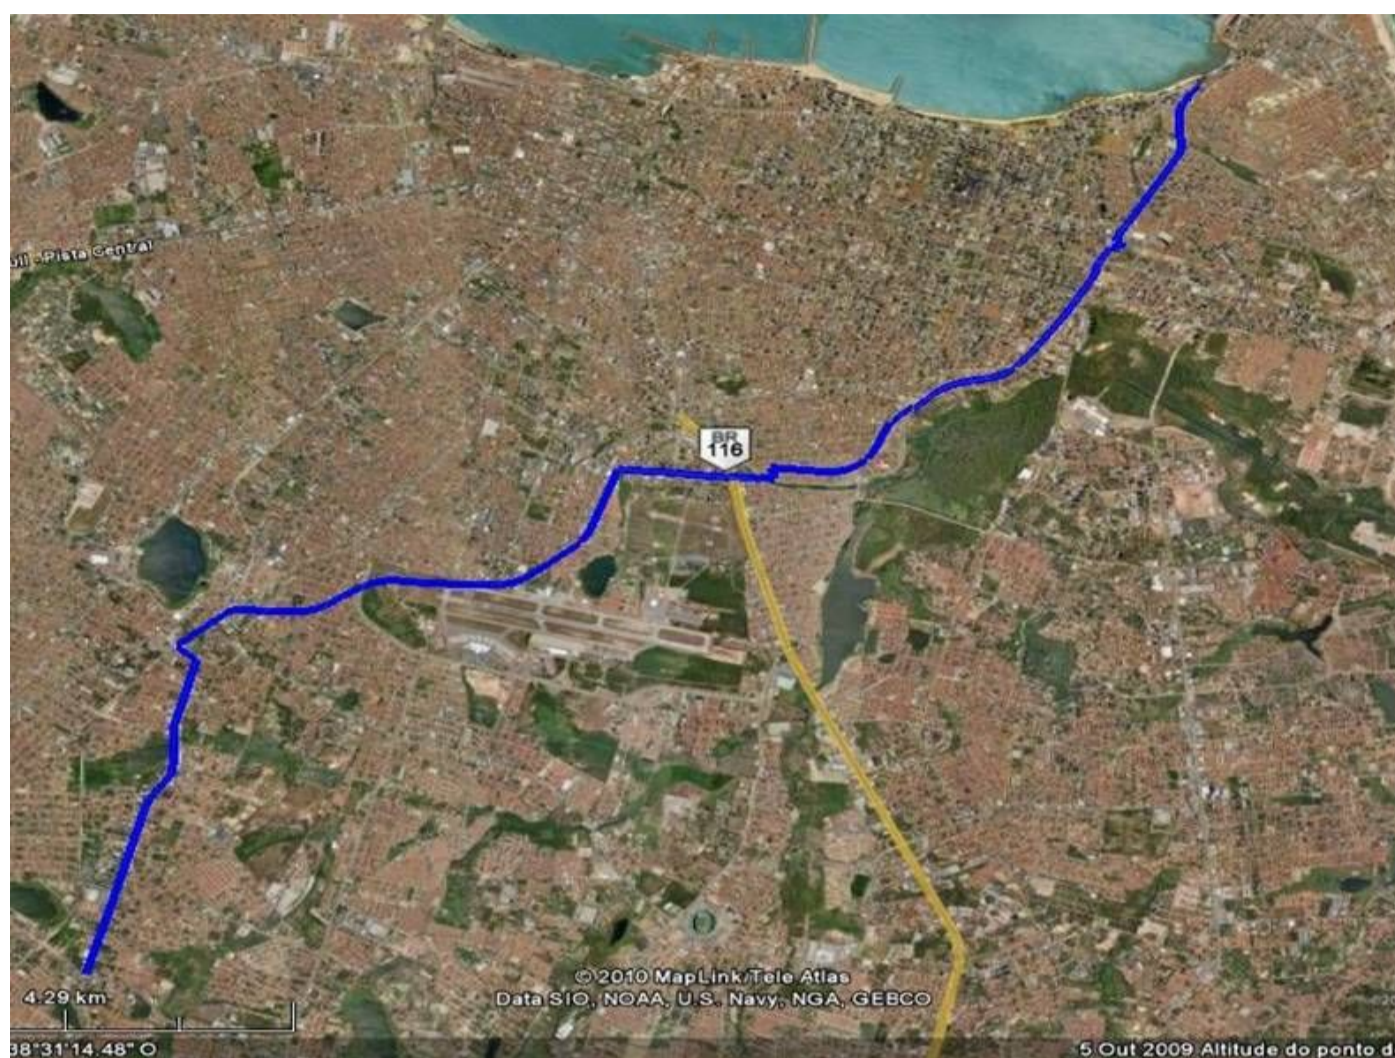 ull - Pista Central
BR
116
4.29 km
© 2010 MapLink/Tele Atlas
Data SIO, NOAA, U.S. Navy, NGA, GEBCO
38°31'14.48" O
5 Out 2009 Altitude do ponto d